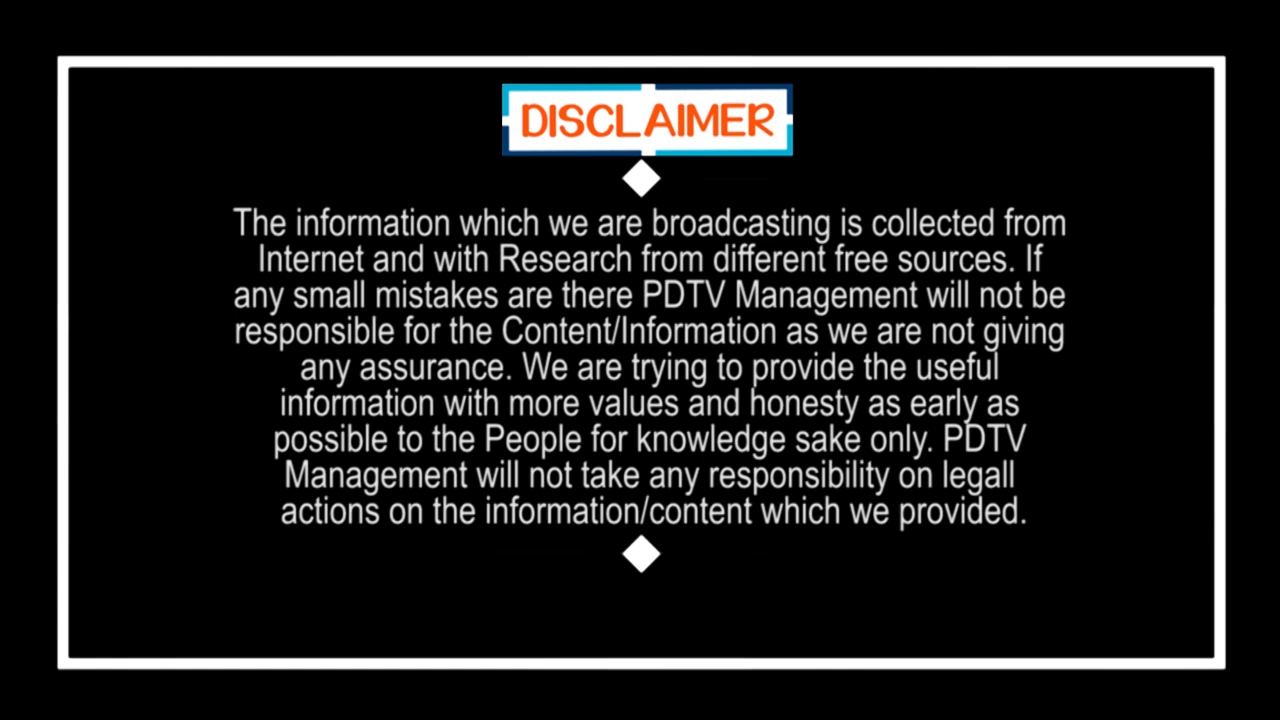 DISCLAIMER
The information which we are broadcasting is collected from
Internet and with Research from different free sources. If
any small mistakes are there PDTV Management will not be
responsible for the Content/Information as we are not giving
any assurance. We are trying to provide the useful
information with more values and honesty as early as
possible to the People for knowledge sake only. PDTV
Management will not take any responsibility on legall
actions on the information/content which we provided.